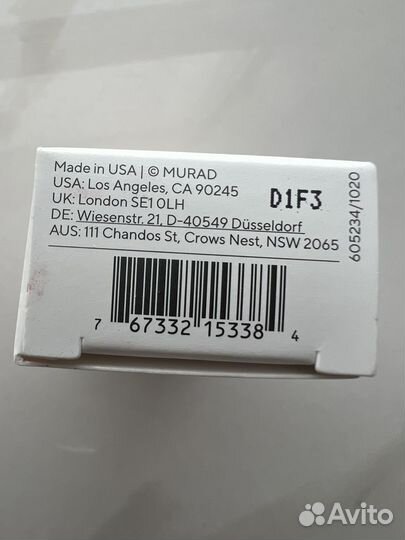 Made in USA | © MURAD
USA: Los Angeles, CA 90245
UK: London SE1 0LH
DE: Wiesenstr. 21, D-40549 Düsseldorf
AUS: 111 Chandos St, Crows Nest, NSW 2065
D1F3
605234/1020
7 67332 15338 4
Avito